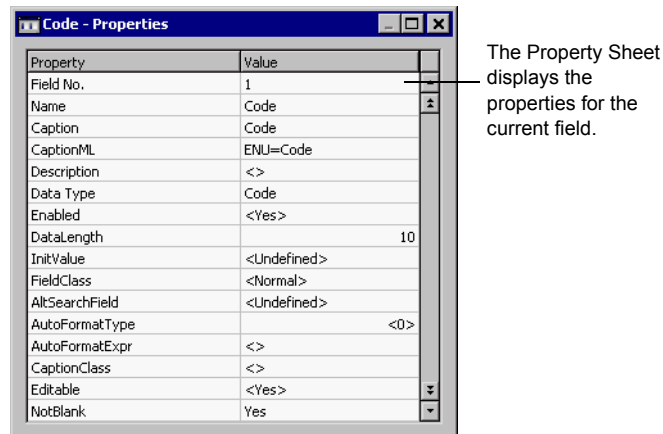 Code - Properties
Property Value
Field No. 1
Name Code
Caption Code
CaptionML ENU=Code
Description <>
Data Type Code
Enabled <Yes>
DataLength 10
InitValue <Undefined>
FieldClass <Normal>
AltSearchField <Undefined>
AutoFormatType <0>
AutoFormatExpr <>
CaptionClass <>
Editable <Yes>
NotBlank Yes
The Property Sheet
displays the
properties for the
current field.